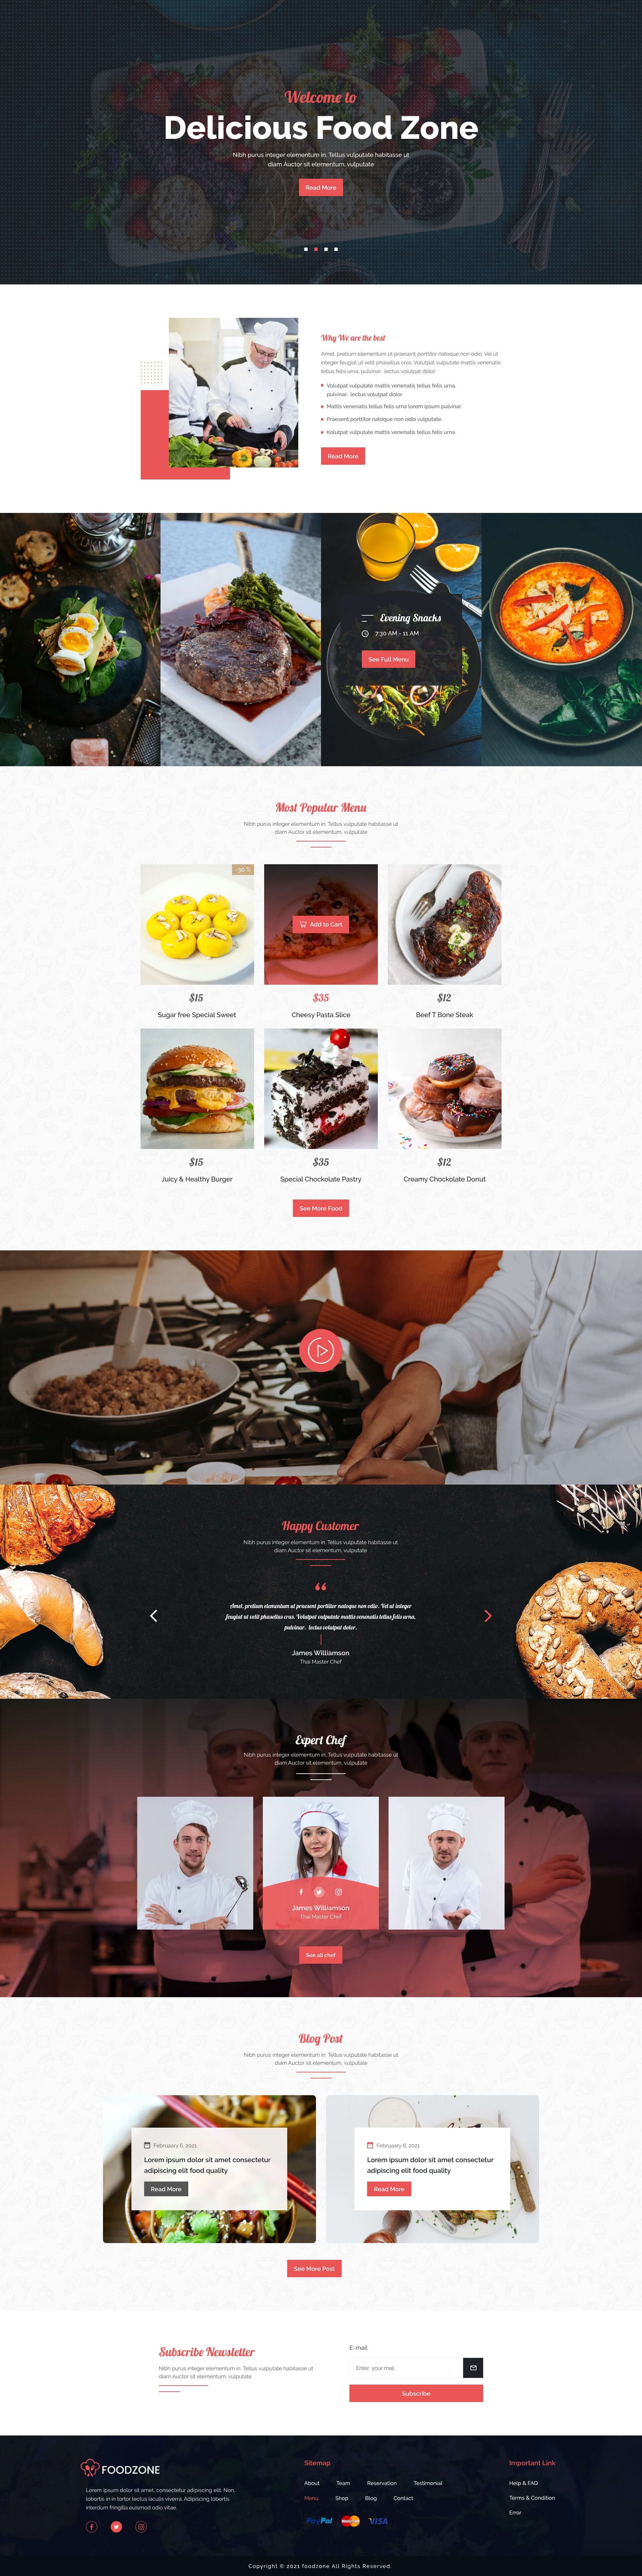 Welcome to
Delicious Food Zone
Nibh purus integer elementum in. Tellus vulputate habitasse ut
diam Auctor sit elementum, vulputate
Read More
Why We are the best
Amet, pretium elementum ut praesent porttitor natoque non odio. Vel ut
integer feugiat ut velit phasellus cras. Volutpat vulputate mattis venenatis
tellus felis urna, pulvinar. lectus volutpat dolor.
Volutpat vulputate mattis venenatis tellus felis urna,
pulvinar. lectus volutpat dolor.
Mattis venenatis tellus felis urna lorem ipsum pulvinar.
Praesent porttitor natoque non odio vulputate.
Kolutpat vulputate mattis venenatis tellus felis urna.
Read More
Evening Snacks
7:30 AM - 11 AM
See Full Menu
Most Popular Menu
Nibh purus integer elementum in. Tellus vulputate habitasse ut
diam Auctor sit elementum, vulputate
-30 %
Add to Cart
$15
$35
$12
Sugar free Special Sweet
Cheesy Pasta Slice
Beef T Bone Steak
$15
$35
$12
Juicy & Healthy Burger
Special Chockolate Pastry
Creamy Chockolate Donut
See More Food
Happy Customer
Nibh purus integer elementum in. Tellus vulputate habitasse ut
diam Auctor sit elementum, vulputate
Amet, pretium elementum ut praesent porttitor natoque non odio. Vel ut integer
feugiat ut velit phasellus cras. Volutpat vulputate mattis venenatis tellus felis urna,
pulvinar. lectus volutpat dolor.
James Williamson
Thai Master Chef
Expert Chef
Nibh purus integer elementum in. Tellus vulputate habitasse ut
diam Auctor sit elementum, vulputate
James Williamson
Thai Master Chef
See all chef
Blog Post
Nibh purus integer elementum in. Tellus vulputate habitasse ut
diam Auctor sit elementum, vulputate
February 6, 2021
Lorem ipsum dolor sit amet consectetur
adipiscing elit food quality
Read More
February 6, 2021
Lorem ipsum dolor sit amet consectetur
adipiscing elit food quality
Read More
See More Post
Subscribe Newsletter
Nibh purus integer elementum in. Tellus vulputate habitasse ut
diam Auctor sit elementum, vulputate
E-mail
Enter your mail
Subscribe
FOODZONE
Lorem ipsum dolor sit amet, consectetur adipiscing elit. Non,
lobortis in in tortor lectus iaculis viverra. Adipiscing lobortis
interdum fringilla euismod odio vitae.
Sitemap
About Team Reservation Testimonial
Menu Shop Blog Contact
PayPal VISA
Important Link
Help & FAQ
Terms & Condition
Error
Copyright © 2021 foodzone All Rights Reserved.